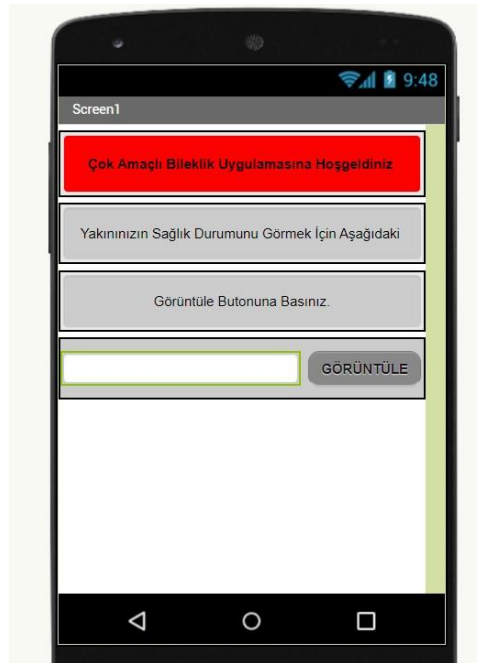 9:48
Screen1
Çok Amaçlı Bileklik Uygulamasına Hoşgeldiniz
Yakınınızın Sağlık Durumunu Görmek İçin Aşağıdaki
Görüntüle Butonuna Basınız.
GÖRÜNTÜLE